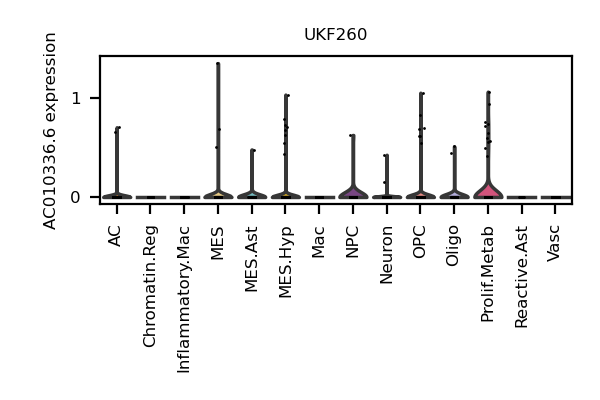 UKF260
AC010336.6 expression
1
0
AC
Chromatin.Reg
Inflammatory.Mac
MES
MES.Ast
MES.Hyp
Mac
NPC
Neuron
OPC
Oligo
Prolif.Metab
Reactive.Ast
Vasc